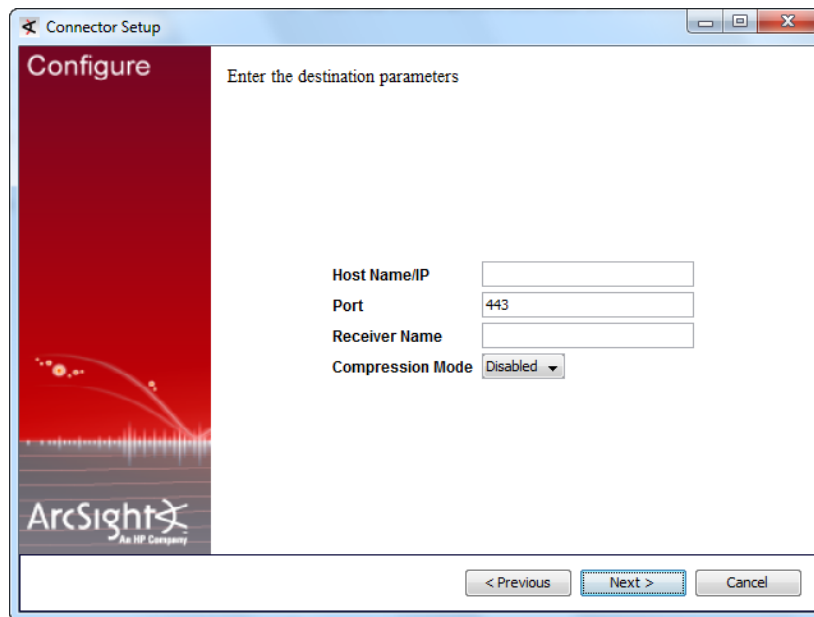 Connector Setup
Configure
Enter the destination parameters
Host Name/IP
Port 443
Receiver Name
Compression Mode Disabled
ArcSight
An HP Company
< Previous Next > Cancel